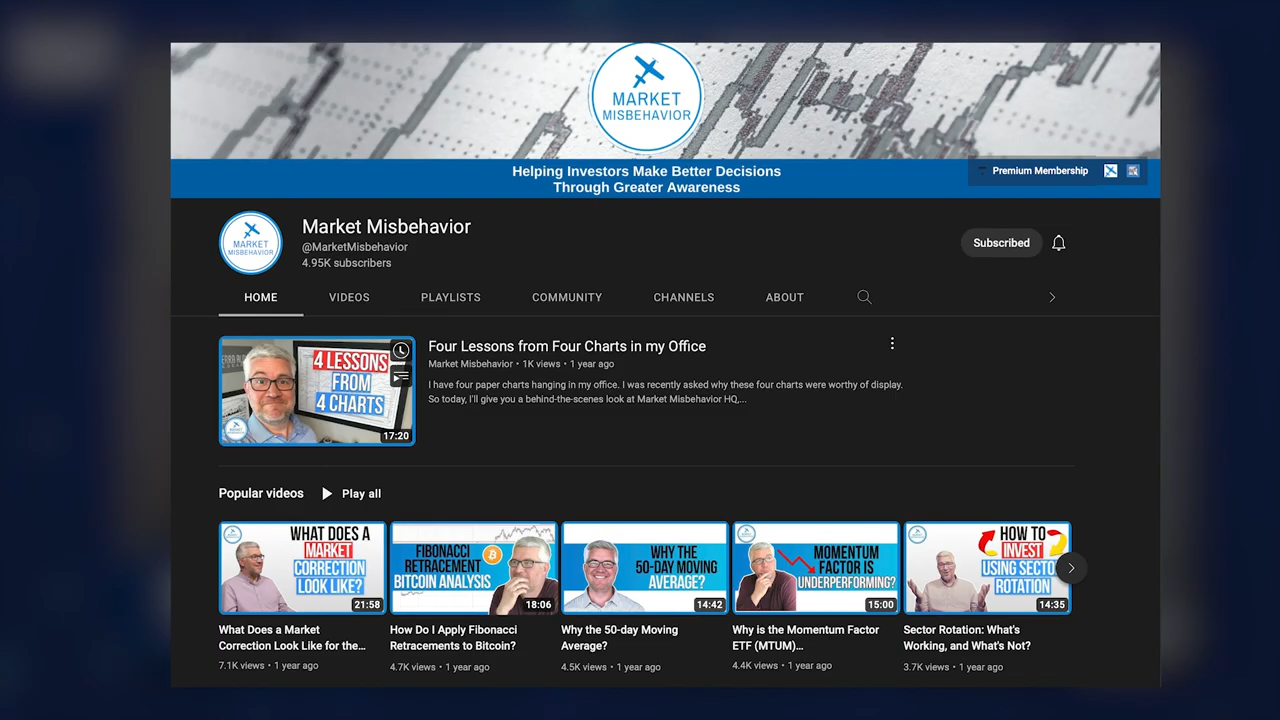 MARKET
MISBEHAVIOR
Helping Investors Make Better Decisions
Through Greater Awareness
Premium Membership
MARKET
MISBEHAVIOR
Market Misbehavior
@MarketMisbehavior
4.95K subscribers
Subscribed
HOME VIDEOS PLAYLISTS COMMUNITY CHANNELS ABOUT
4 LESSONS
FROM
4 CHARTS
17:20
Four Lessons from Four Charts in my Office
Market Misbehavior • 1K views • 1 year ago
I have four paper charts hanging in my office. I was recently asked why these four charts were worthy of display.
So today, I'll give you a behind-the-scenes look at Market Misbehavior HQ,...
Popular videos Play all
WHAT DOES A
MARKET
CORRECTION
LOOK LIKE?
21:58
FIBONACCI
RETRACEMENT
BITCOIN ANALYSIS
18:06
WHY THE
50-DAY MOVING
AVERAGE?
14:42
MOMENTUM
FACTOR IS
UNDERPERFORMING?
15:00
HOW TO
INVEST
USING SECTO
ROTATION
14:35
What Does a Market
Correction Look Like for the...
7.1K views • 1 year ago
How Do I Apply Fibonacci
Retracements to Bitcoin?
4.7K views • 1 year ago
Why the 50-day Moving
Average?
4.5K views • 1 year ago
Why is the Momentum Factor
ETF (MTUM)...
4.4K views • 1 year ago
Sector Rotation: What's
Working, and What's Not?
3.7K views • 1 year ago